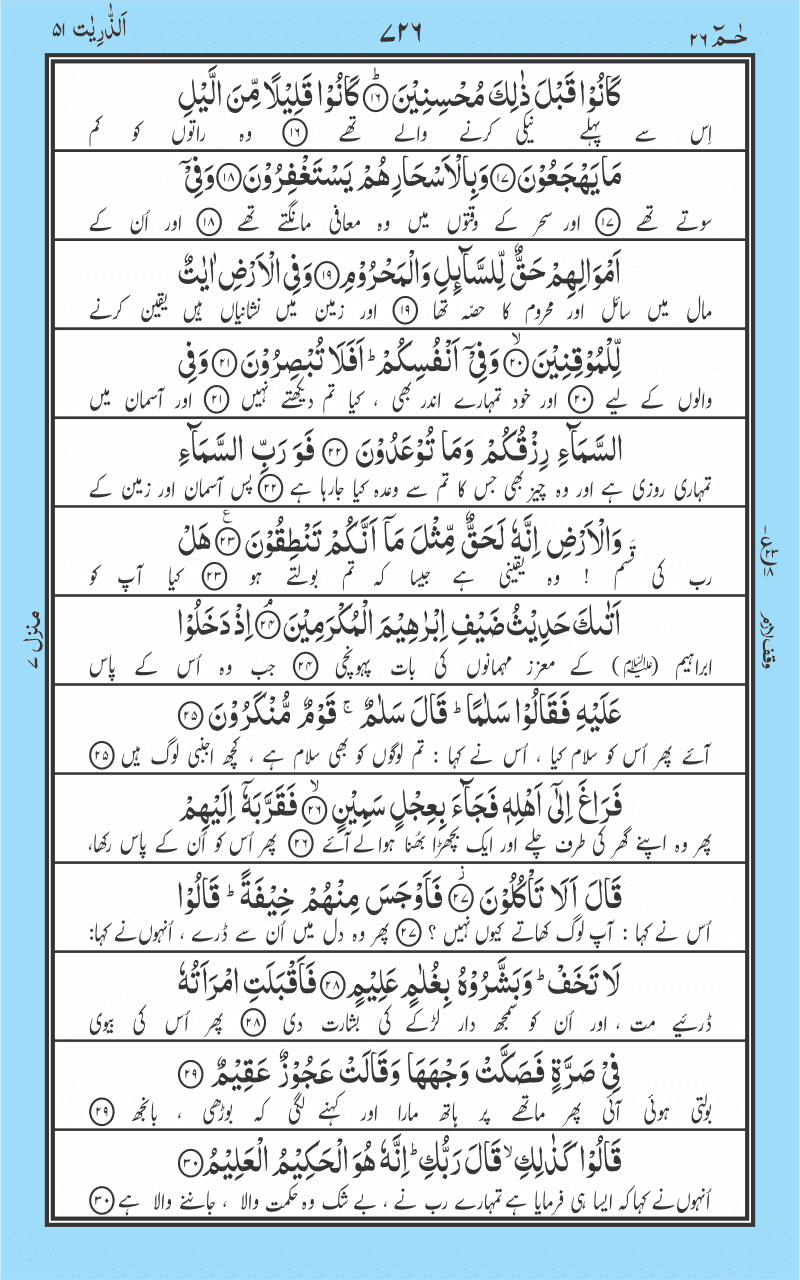 حٰمٓ ٢٦
٧٢٦
اَلذّٰرِیٰت ٥١
كَانُوْا قَبْلَ ذٰلِكَ مُحْسِنِيْنَ ؕ ١٦ كَانُوْا قَلِيْلًا مِّنَ الَّيْلِ
اِس سے پہلے نیکی کرنے والے تھے ١٦ وہ راتوں کو کم
مَا يَهْجَعُوْنَ ١٧ وَبِالْاَسْحَارِ هُمْ يَسْتَغْفِرُوْنَ ١٨ وَفِيْٓ
سوتے تھے ١٧ اور سحر کے وقتوں میں وہ معافی مانگتے تھے ١٨ اور اُن کے
اَمْوَالِهِمْ حَقٌّ لِّلسَّآئِلِ وَالْمَحْرُوْمِ ١٩ وَفِي الْاَرْضِ اٰيٰتٌ
مال میں سائل اور محروم کا حصّہ تھا ١٩ اور زمین میں نشانیاں ہیں یقین کرنے
لِّلْمُوْقِنِيْنَ ۙ ٢٠ وَفِيْٓ اَنْفُسِكُمْ ؕ اَفَلَا تُبْصِرُوْنَ ٢١ وَفِي
والوں کے لیے ٢٠ اور خود تمہارے اندر بھی ، کیا تم دیکھتے نہیں ٢١ اور آسمان میں
السَّمَآءِ رِزْقُكُمْ وَمَا تُوْعَدُوْنَ ٢٢ فَوَرَبِّ السَّمَآءِ
تمہاری روزی ہے اور وہ چیز بھی جس کا تم سے وعدہ کیا جارہا ہے ٢٢ پس آسمان اور زمین کے
وَالْاَرْضِ اِنَّهٗ لَحَقٌّ مِّثْلَ مَآ اَنَّكُمْ تَنْطِقُوْنَ ࣖ ٢٣ هَلْ
رب کی قسم ! وہ یقینی ہے جیسا کہ تم بولتے ہو ٢٣ کیا آپ کو
اَتٰىكَ حَدِيْثُ ضَيْفِ اِبْرٰهِيْمَ الْمُكْرَمِيْنَ ۘ ٢٤ اِذْ دَخَلُوْا
ابراہیم (علیہ السلام) کے معزز مہمانوں کی بات پہونچی ٢٤ جب وہ اُس کے پاس
عَلَيْهِ فَقَالُوْا سَلٰمًا ؕ قَالَ سَلٰمٌ ۚ قَوْمٌ مُّنْكَرُوْنَ ٢٥
آئے پھر اُس کو سلام کیا ، اُس نے کہا : تم لوگوں کو بھی سلام ہے ، کچھ اجنبی لوگ ہیں ٢٥
فَرَاغَ اِلٰٓى اَهْلِهٖ فَجَآءَ بِعِجْلٍ سَمِيْنٍ ۙ ٢٦ فَقَرَّبَهٗٓ اِلَيْهِمْ
پھر وہ اپنے گھر کی طرف چلے اور ایک بچھڑا بھُنا ہوا لے آئے ٢٦ پھر اُس کو اُن کے پاس رکھا،
قَالَ اَلَا تَاْكُلُوْنَ ؗ ٢٧ فَاَوْجَسَ مِنْهُمْ خِيْفَةً ؕ قَالُوْا
اُس نے کہا : آپ لوگ کھاتے کیوں نہیں ؟ ٢٧ پھر وہ دل میں اُن سے ڈرے ، اُنہوں نے کہا:
لَا تَخَفْ ؕ وَبَشَّرُوْهُ بِغُلٰمٍ عَلِيْمٍ ٢٨ فَاَقْبَلَتِ امْرَاَتُهٗ
ڈرئیے مت ، اور اُن کو سمجھ دار لڑکے کی بشارت دی ٢٨ پھر اُس کی بیوی
فِيْ صَرَّةٍ فَصَكَّتْ وَجْهَهَا وَقَالَتْ عَجُوْزٌ عَقِيْمٌ ٢٩
بولتی ہوئی آئی پھر ماتھے پر ہاتھ مارا اور کہنے لگی کہ بوڑھی ، بانجھ ٢٩
قَالُوْا كَذٰلِكِ ۙ قَالَ رَبُّكِ ؕ اِنَّهٗ هُوَ الْحَكِيْمُ الْعَلِيْمُ ٣٠
اُنہوں نے کہا کہ ایسا ہی فرمایا ہے تمہارے رب نے ، بے شک وہ حکمت والا ، جاننے والا ہے ٣٠
وقف لازم
منزل ٧